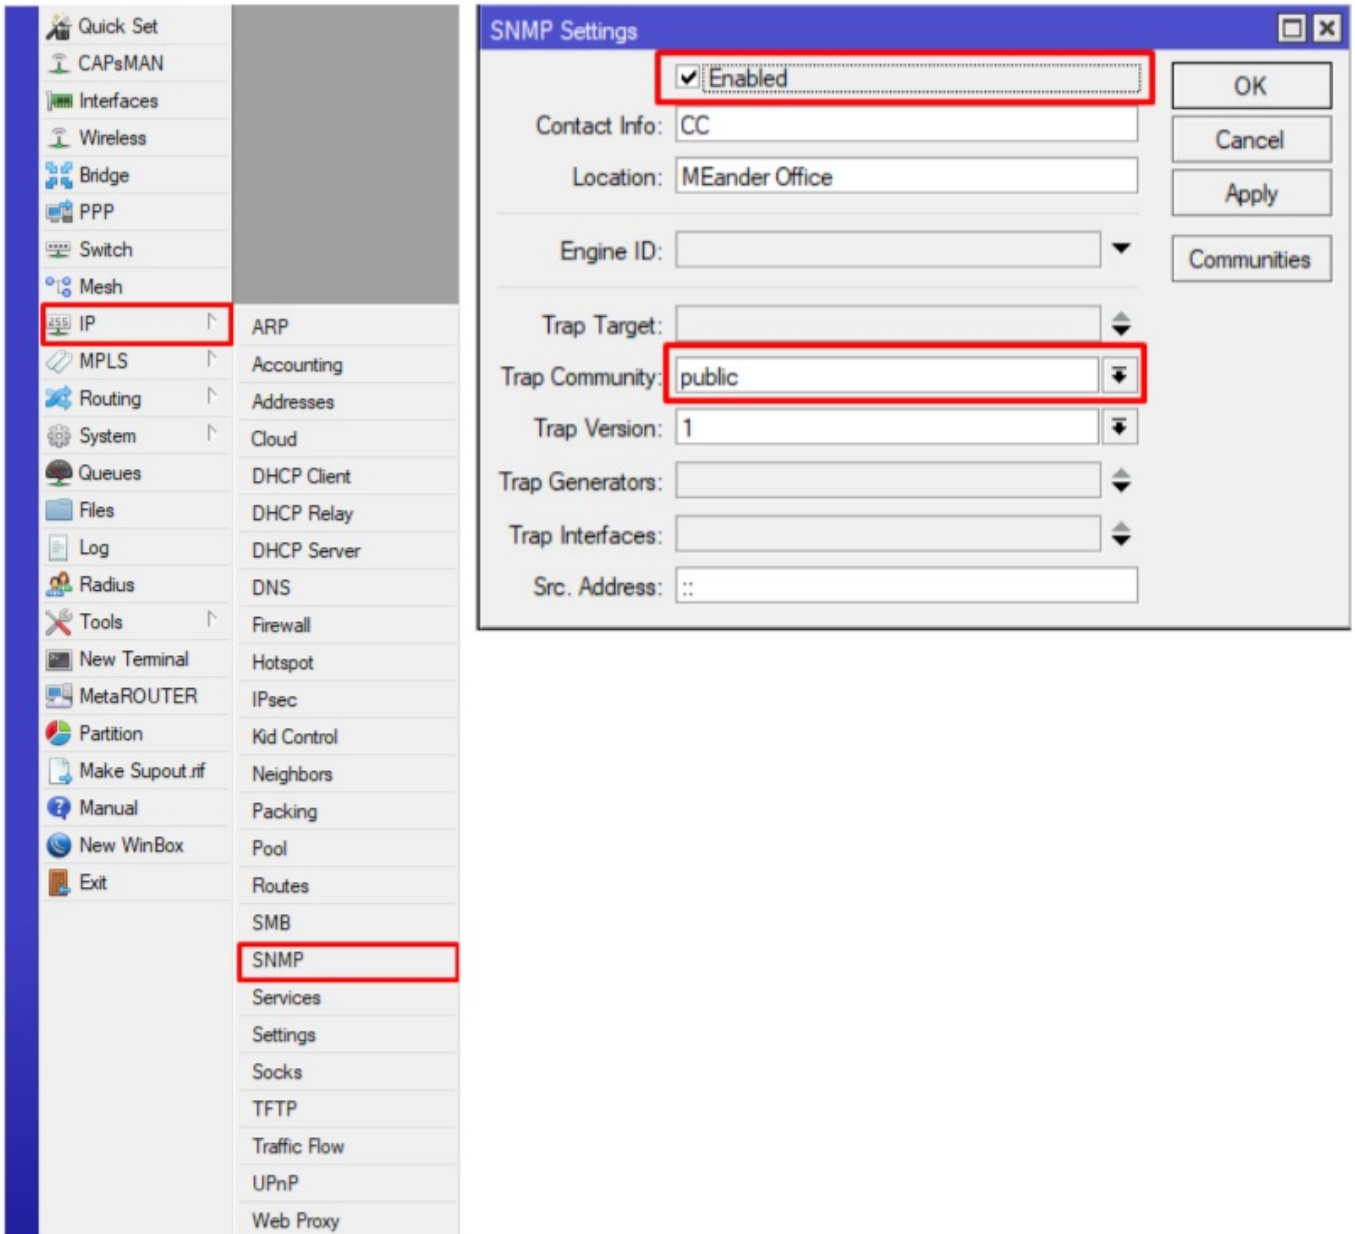 Quick Set
CAPsMAN
Interfaces
Wireless
Bridge
PPP
Switch
Mesh
255 IP
MPLS
Routing
System
Queues
Files
Log
Radius
Tools
New Terminal
MetaROUTER
Partition
Make Supout.rif
Manual
New WinBox
Exit
ARP
Accounting
Addresses
Cloud
DHCP Client
DHCP Relay
DHCP Server
DNS
Firewall
Hotspot
IPsec
Kid Control
Neighbors
Packing
Pool
Routes
SMB
SNMP
Services
Settings
Socks
TFTP
Traffic Flow
UPnP
Web Proxy
SNMP Settings
Enabled
Contact Info: CC
Location: MEander Office
Engine ID:
Trap Target:
Trap Community: public
Trap Version: 1
Trap Generators:
Trap Interfaces:
Src. Address: ::
OK
Cancel
Apply
Communities